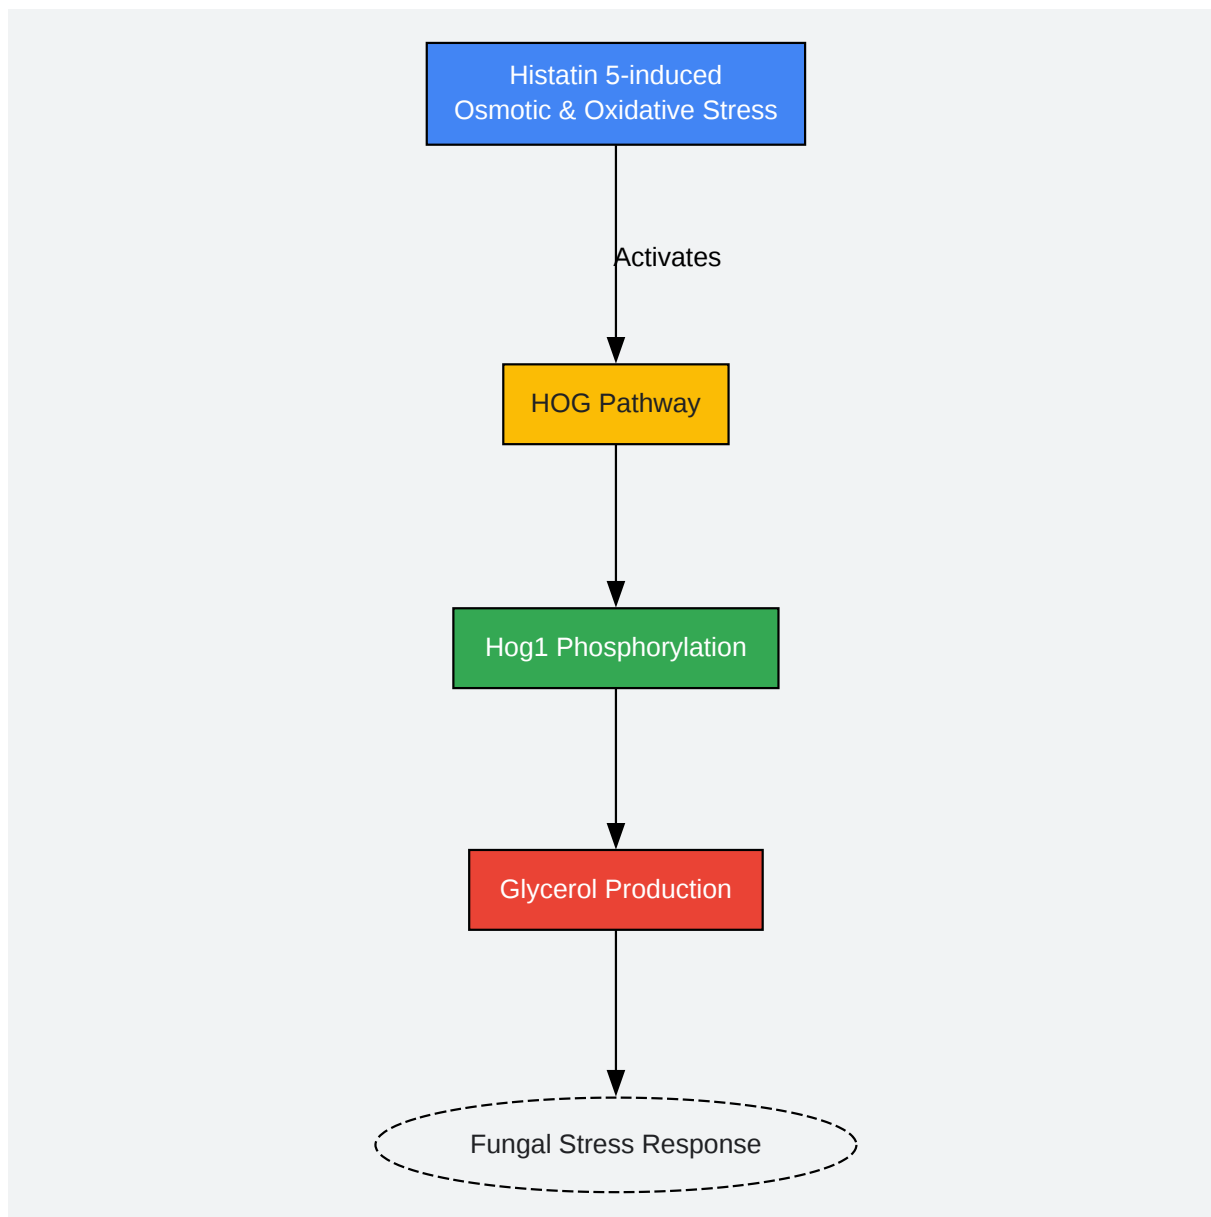 Histatin 5-induced
Osmotic & Oxidative Stress
Activates
HOG Pathway
Hog1 Phosphorylation
Glycerol Production
Fungal Stress Response